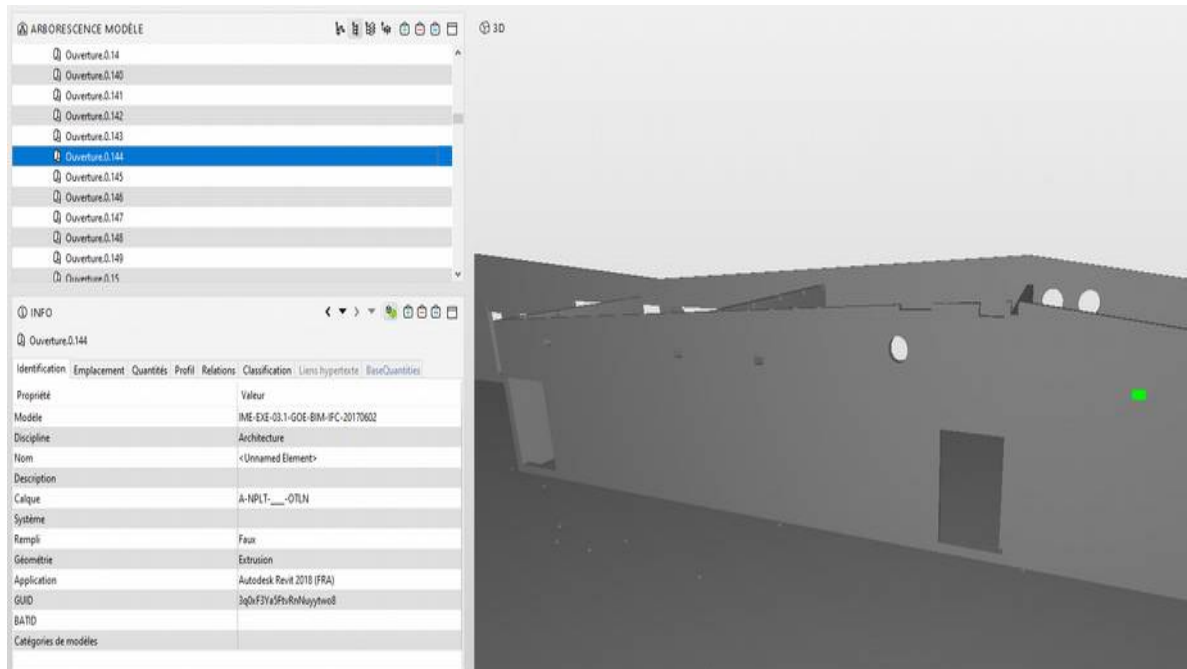 ARBORESCENCE MODÈLE
3D
Ouverture.0.14
Ouverture.0.140
Ouverture.0.141
Ouverture.0.142
Ouverture.0.143
Ouverture.0.144
Ouverture.0.145
Ouverture.0.146
Ouverture.0.147
Ouverture.0.148
Ouverture.0.149
Ouverture.0.15
INFO
Ouverture.0.144
Identification Emplacement Quantités Profil Relations Classification Liens hypertexte BaseQuantities
Propriété Valeur
Modèle IME-EXE-03.1-GOE-BIM-IFC-20170602
Discipline Architecture
Nom <Unnamed Element>
Description
Calque A-NPLT-___-OTLN
Système
Rempli Faux
Géométrie Extrusion
Application Autodesk Revit 2018 (FRA)
GUID
BATID
Catégories de modèles